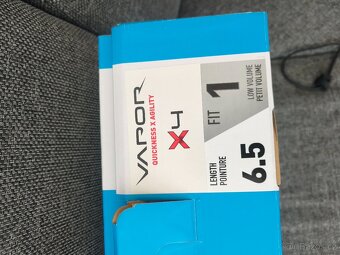 VAPOR
QUICKNESS X AGILITY
X4
FIT 1
LOW VOLUME
PETIT VOLUME
LENGTH
POINTURE
6.5